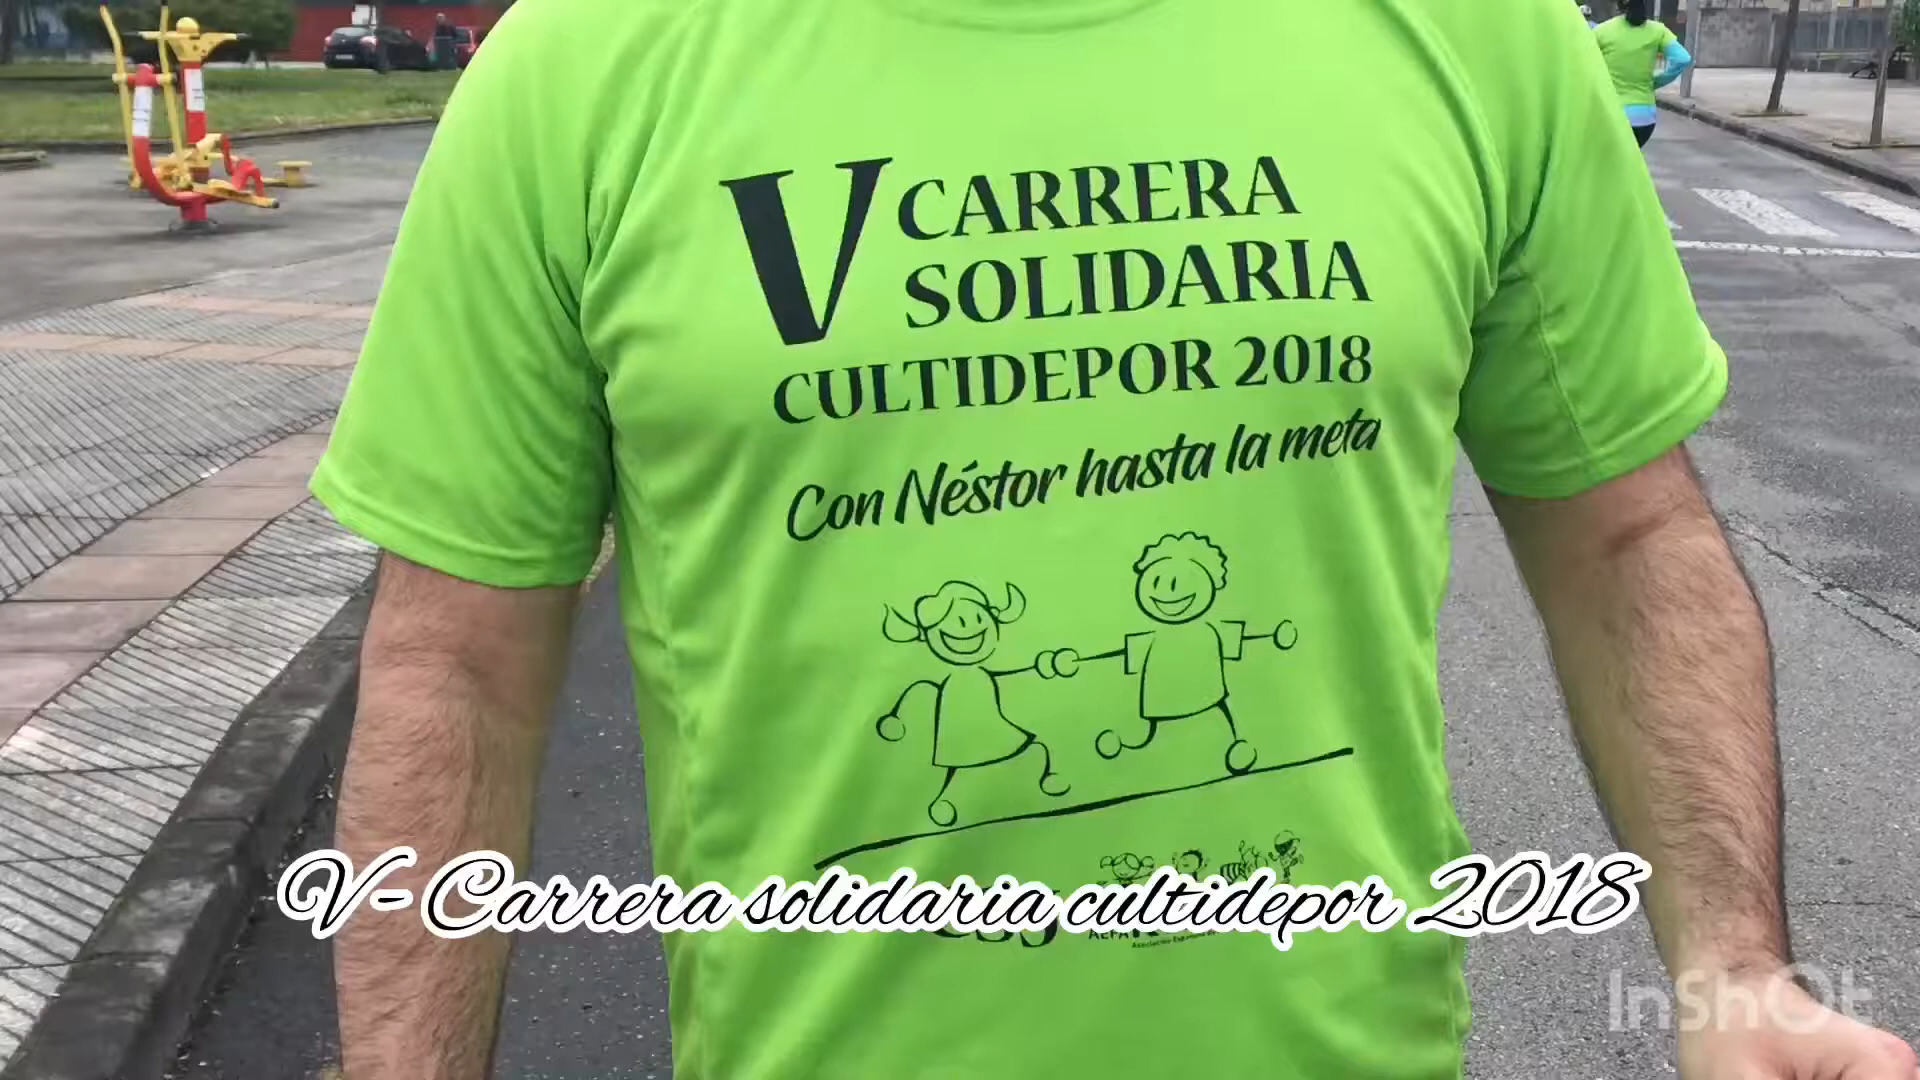 V CARRERA
SOLIDARIA
CULTIDEPOR 2018
Con Néstor hasta la meta
V- Carrera solidaria cultidepor 2018
InShOt